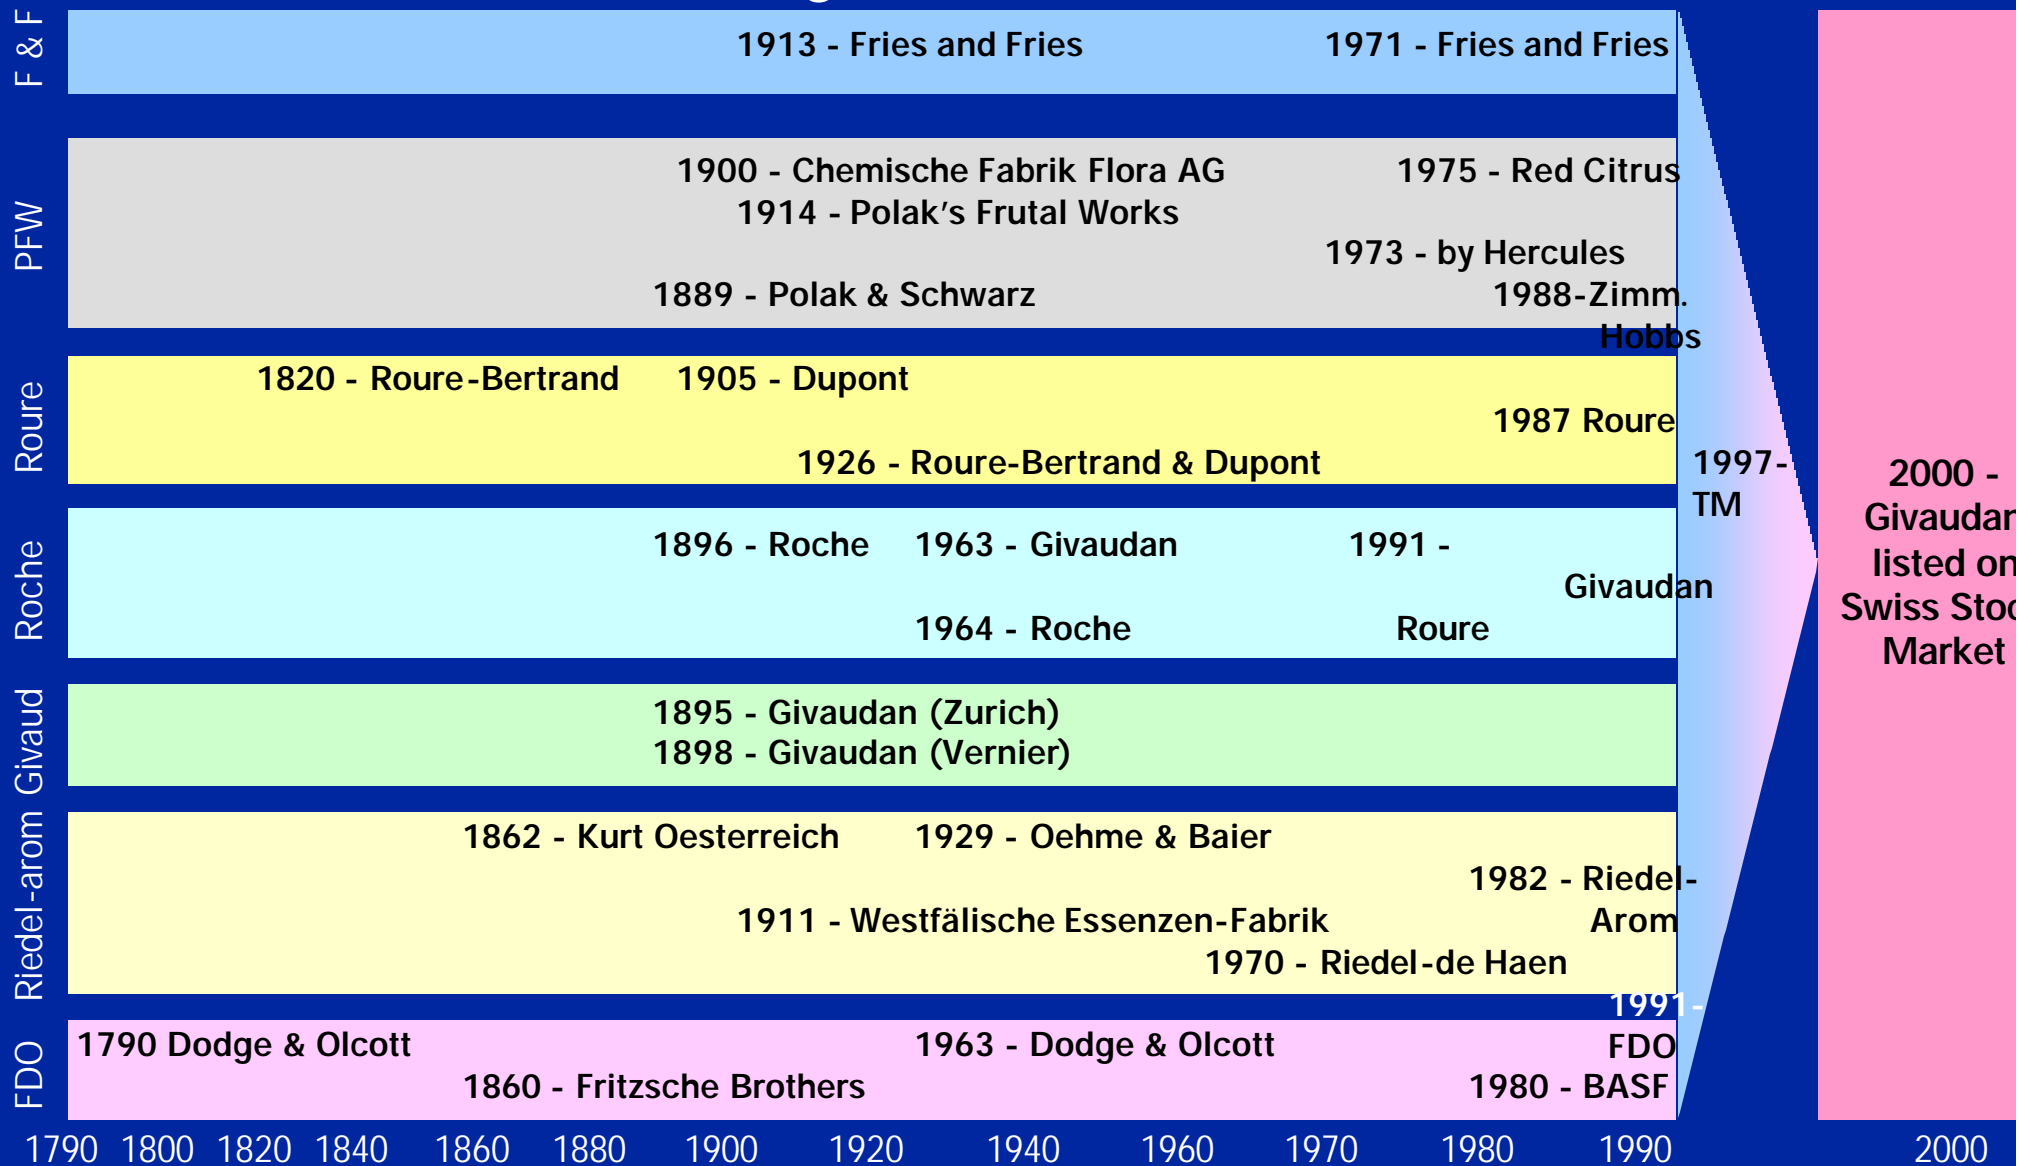 F & F
1913 - Fries and Fries
1971 - Fries and Fries
PFW
1900 - Chemische Fabrik Flora AG
1975 - Red Citrus
1914 - Polak’s Frutal Works
1973 - by Hercules
1889 - Polak & Schwarz
1988-Zimm.
Hobbs
Roure
1820 - Roure-Bertrand
1905 - Dupont
1987 Roure
1926 - Roure-Bertrand & Dupont
1997-
TM
Roche
1896 - Roche
1963 - Givaudan
1991 -
Givaudan
1964 - Roche
Roure
Givaud
1895 - Givaudan (Zurich)
1898 - Givaudan (Vernier)
Riedel-arom
1862 - Kurt Oesterreich
1929 - Oehme & Baier
1982 - Riedel-
Arom
1911 - Westfälische Essenzen-Fabrik
1970 - Riedel-de Haen
FDO
1790 Dodge & Olcott
1963 - Dodge & Olcott
1991-
FDO
1860 - Fritzsche Brothers
1980 - BASF
2000 -
Givaudan
listed on
Swiss Stoc
Market
1790 1800 1820 1840 1860 1880 1900 1920 1940 1960 1970 1980 1990 2000